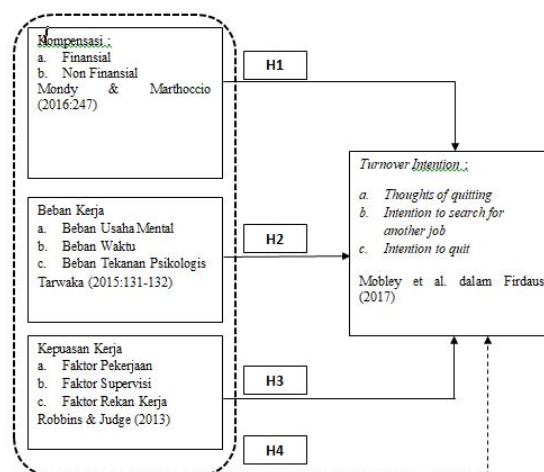 Kompensasi :
a. Finansial
b. Non Finansial
Mondy & Marthoccio
(2016:247)
H1
Turnover Intention :
a. Thoughts of quitting
b. Intention to search for
another job
c. Intention to quit
Mobley et al. dalam Firdaus
(2017)
Beban Kerja
a. Beban Usaha Mental
b. Beban Waktu
c. Beban Tekanan Psikologis
Tarwaka (2015:131-132)
H2
Kepuasan Kerja
a. Faktor Pekerjaan
b. Faktor Supervisi
c. Faktor Rekan Kerja
Robbins & Judge (2013)
H3
H4